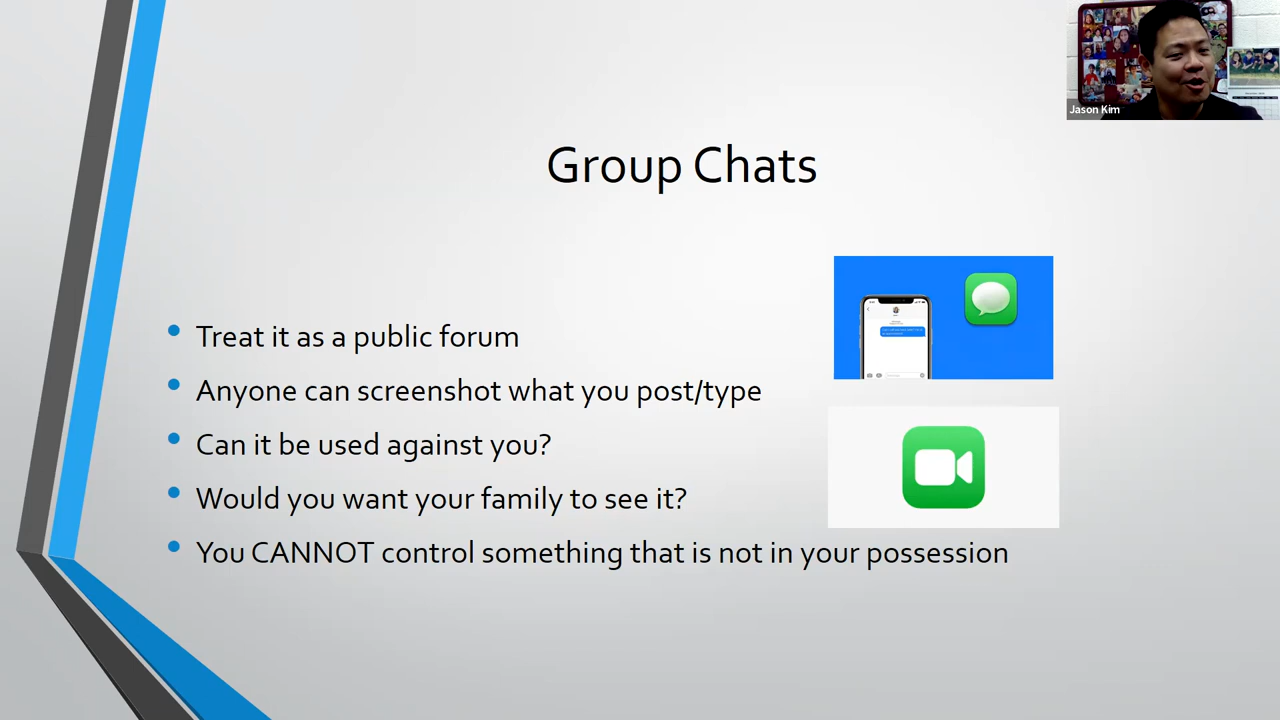 Jason Kim
Group Chats
Treat it as a public forum
Anyone can screenshot what you post/type
Can it be used against you?
Would you want your family to see it?
You CANNOT control something that is not in your possession